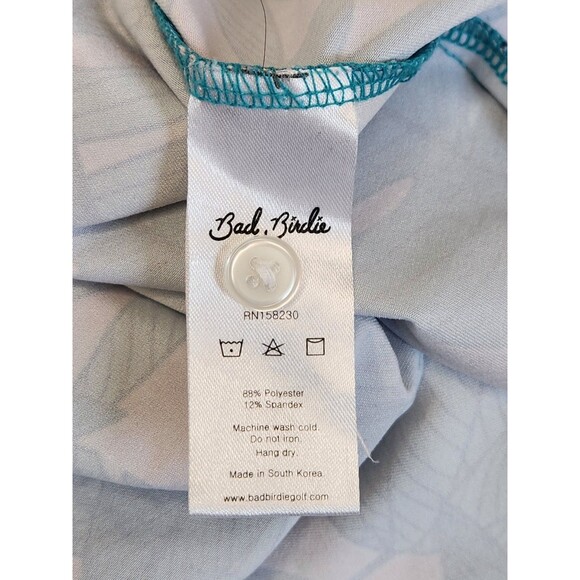 Bad Birdie
RN158230
88% Polyester
12% Spandex
Machine wash cold.
Do not iron.
Hang dry.
Made in South Korea
www.badbirdiegolf.com